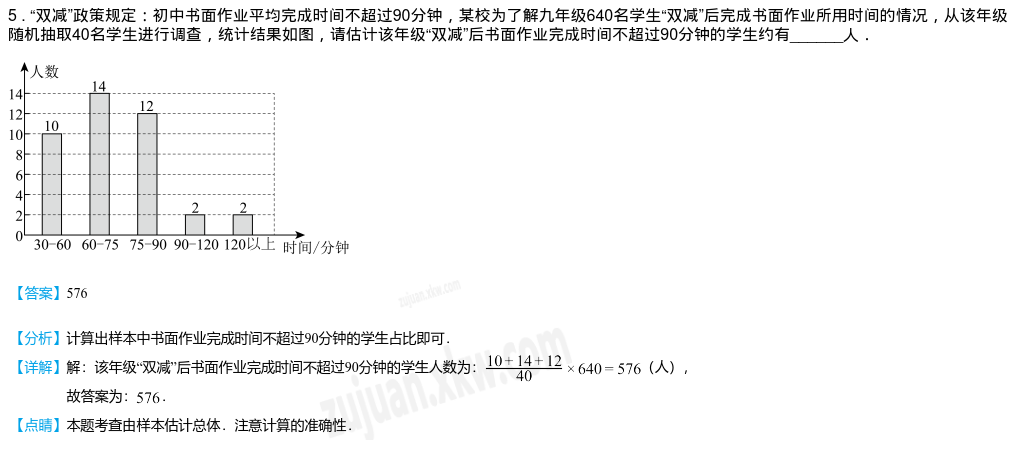 5．“双减”政策规定：初中书面作业平均完成时间不超过90分钟，某校为了解九年级640名学生“双减”后完成书面作业所用时间的情况，从该年级
随机抽取40名学生进行调查，统计结果如图，请估计该年级“双减”后书面作业完成时间不超过90分钟的学生约有______人．
人数
14
14
12
12
10
10
8
6
4
2
2
2
0
30-60 60-75 75-90 90-120 120以上 时间/分钟
【答案】576
zujuan.xkw.com
【分析】计算出样本中书面作业完成时间不超过90分钟的学生占比即可．
【详解】解：该年级“双减”后书面作业完成时间不超过90分钟的学生人数为：(10+14+12)/40 × 640 = 576（人），
故答案为：576．
zujuan.xkw.com
【点睛】本题考查由样本估计总体．注意计算的准确性．